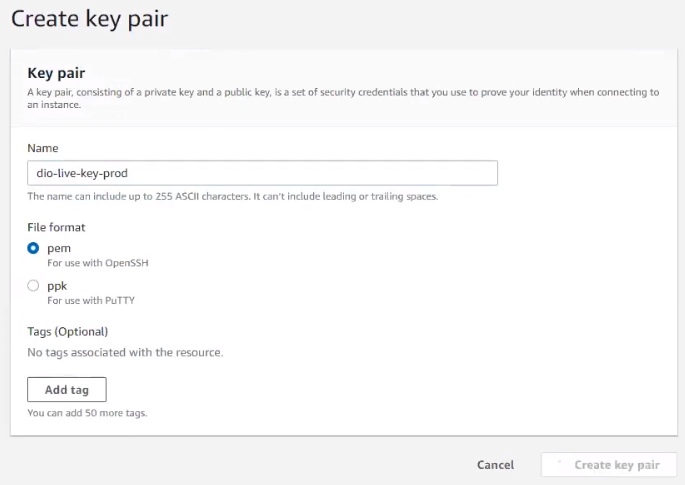 Create key pair
Key pair
A key pair, consisting of a private key and a public key, is a set of security credentials that you use to prove your identity when connecting to
an instance.
Name
dio-live-key-prod
The name can include up to 255 ASCII characters. It can't include leading or trailing spaces.
File format
pem
For use with OpenSSH
ppk
For use with PuTTY
Tags (Optional)
No tags associated with the resource.
Add tag
You can add 50 more tags.
Cancel
Create key pair